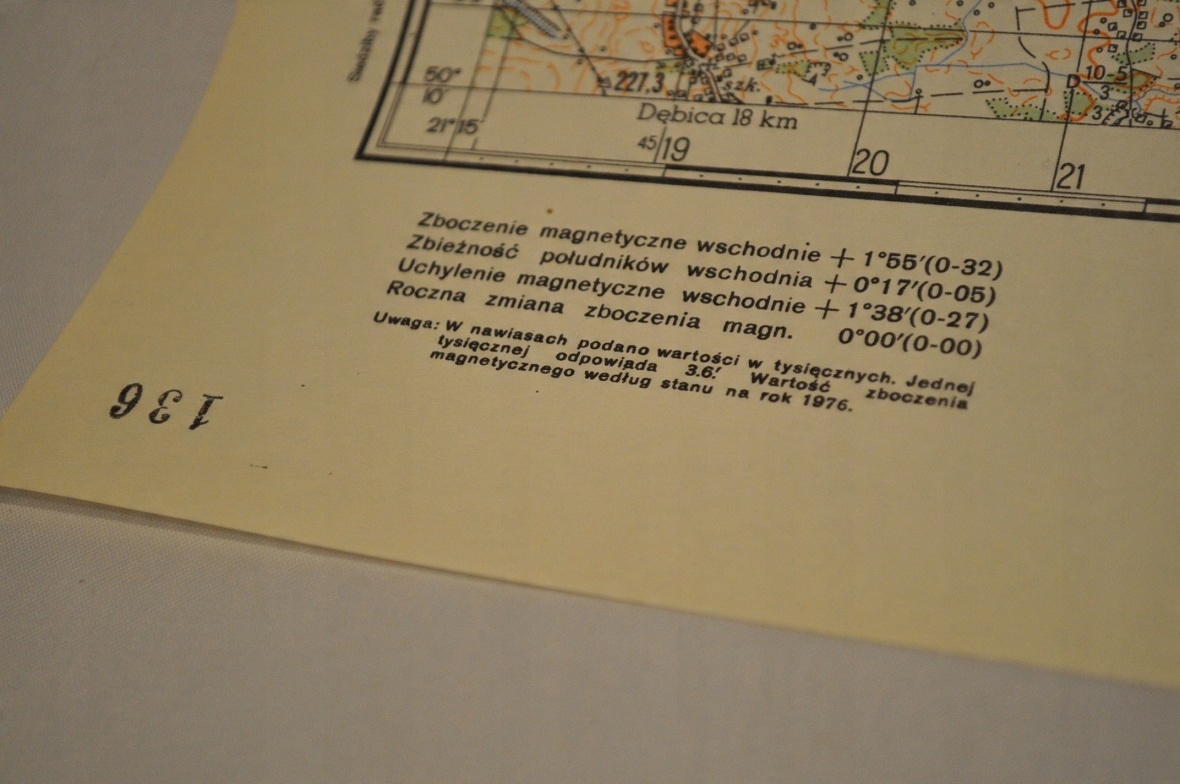 227,3
szk.
10 5
3
50°
10'
21°15'
Dębica 18 km
45 19
20
21
Zboczenie magnetyczne wschodnie + 1°55′(0-32)
Zbieżność południków wschodnia + 0°17′(0-05)
Uchylenie magnetyczne wschodnie + 1°38′(0-27)
Roczna zmiana zboczenia magn. 0°00′(0-00)
Uwaga: W nawiasach podano wartości w tysięcznych. Jednej
tysięcznej odpowiada 3.6.′ Wartość zboczenia
magnetycznego według stanu na rok 1976.
136